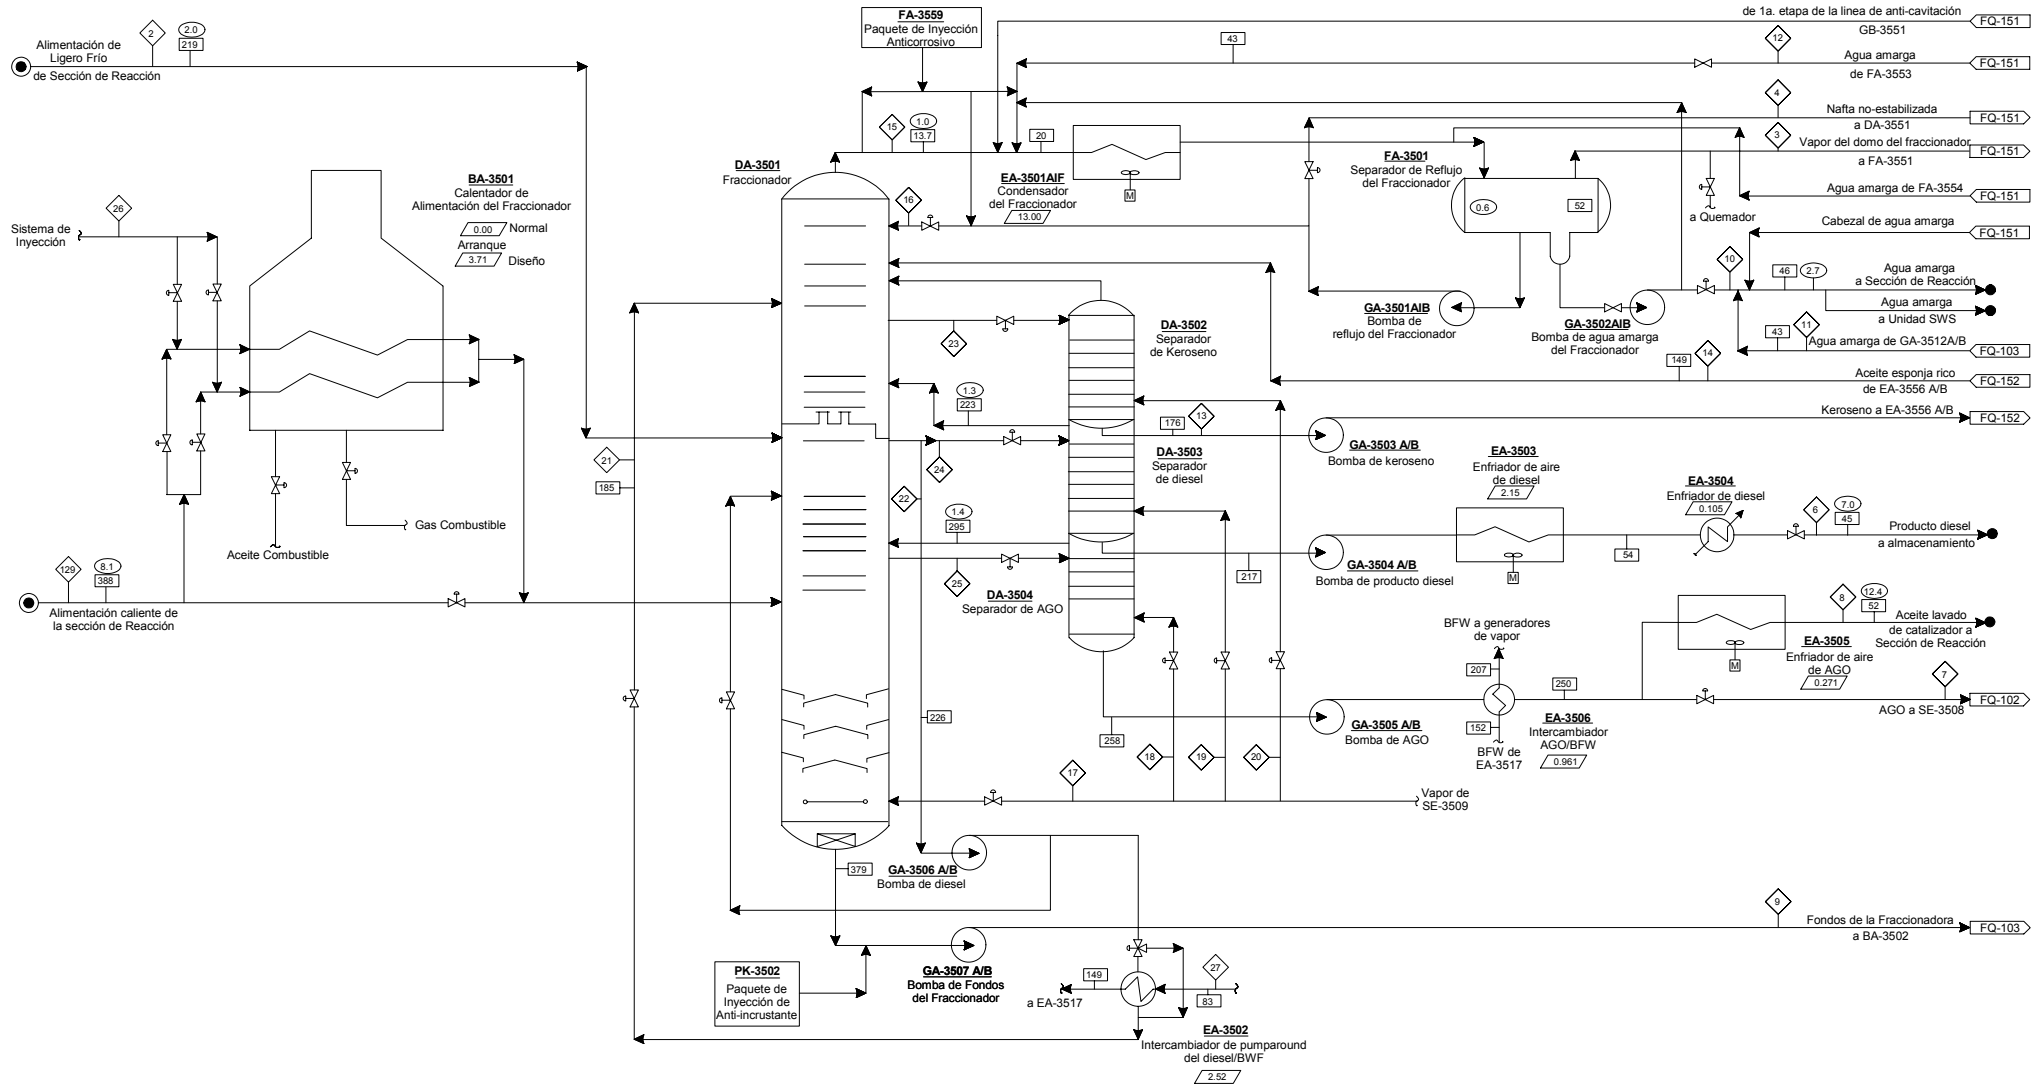 FA-3559
Paquete de Inyección
Anticorrosivo
de 1a. etapa de la linea de anti-cavitación
GB-3551
FQ-151
2
2.0
219
Alimentación de
Ligero Frío
de Sección de Reacción
43
12
Agua amarga
de FA-3553
FQ-151
4
Nafta no-estabilizada
a DA-3551
FQ-151
3
Vapor del domo del fraccionador
a FA-3551
FQ-151
15
1.0
13.7
20
DA-3501
Fraccionador
EA-3501AIF
Condensador
del Fraccionador
13.00
M
FA-3501
Separador de Reflujo
del Fraccionador
0.6
52
a Quemador
Agua amarga de FA-3554
FQ-151
Cabezal de agua amarga
FQ-151
BA-3501
Calentador de
Alimentación del Fraccionador
0.00
Normal
Arranque
3.71
Diseño
26
Sistema de
Inyección
16
10
46
2.7
Agua amarga
a Sección de Reacción
Agua amarga
a Unidad SWS
GA-3501AIB
Bomba de
reflujo del Fraccionador
GA-3502AIB
Bomba de agua amarga
del Fraccionador
43
11
Agua amarga de GA-3512A/B
FQ-103
DA-3502
Separador
de Keroseno
23
149
14
Aceite esponja rico
de EA-3556 A/B
FQ-152
1.3
223
176
13
Keroseno a EA-3556 A/B
FQ-152
GA-3503 A/B
Bomba de keroseno
DA-3503
Separador
de diesel
21
185
24
22
EA-3503
Enfriador de aire
de diesel
2.15
M
EA-3504
Enfriador de diesel
0.105
6
7.0
45
Producto diesel
a almacenamiento
54
1.4
295
25
217
GA-3504 A/B
Bomba de producto diesel
Gas Combustible
Aceite Combustible
129
8.1
388
Alimentación caliente de
la sección de Reacción
DA-3504
Separador de AGO
BFW a generadores
de vapor
207
152
BFW de
EA-3517
M
EA-3505
Enfriador de aire
de AGO
0.271
8
12.4
52
Aceite lavado
de catalizador a
Sección de Reacción
250
EA-3506
Intercambiador
AGO/BFW
0.961
7
AGO a SE-3508
FQ-102
226
258
GA-3505 A/B
Bomba de AGO
17
18
19
20
Vapor de
SE-3509
379
GA-3506 A/B
Bomba de diesel
9
Fondos de la Fraccionadora
a BA-3502
FQ-103
PK-3502
Paquete de
Inyección de
Anti-incrustante
GA-3507 A/B
Bomba de Fondos
del Fraccionador
149
a EA-3517
27
83
EA-3502
Intercambiador de pumparound
del diesel/BWF
2.52